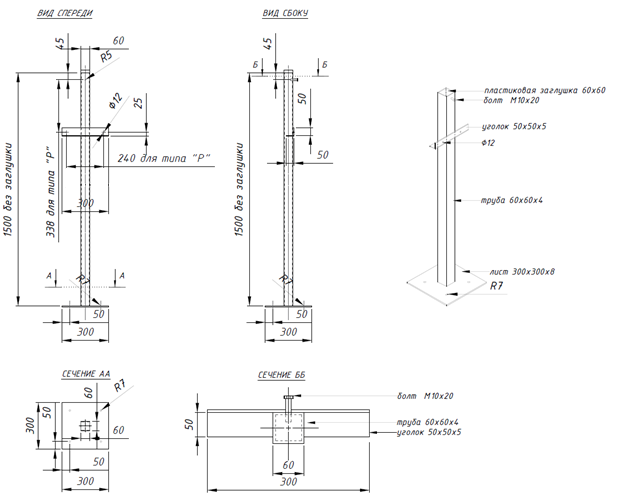 ВИД СПЕРЕДИ
60
45
R5
Ф12
25
240 для типа "Р"
338 для типа "Р"
300
1500 без заглушки
А
А
R7
50
300
ВИД СБОКУ
45
Б
Б
50
50
1500 без заглушки
R7
50
300
пластиковая заглушка 60х60
болт М10х20
уголок 50х50х5
Ф12
труба 60х60х4
лист 300х300х8
R7
СЕЧЕНИЕ АА
R7
60
50
300
60
50
300
СЕЧЕНИЕ ББ
болт М10х20
50
труба 60х60х4
уголок 50х50х5
60
300